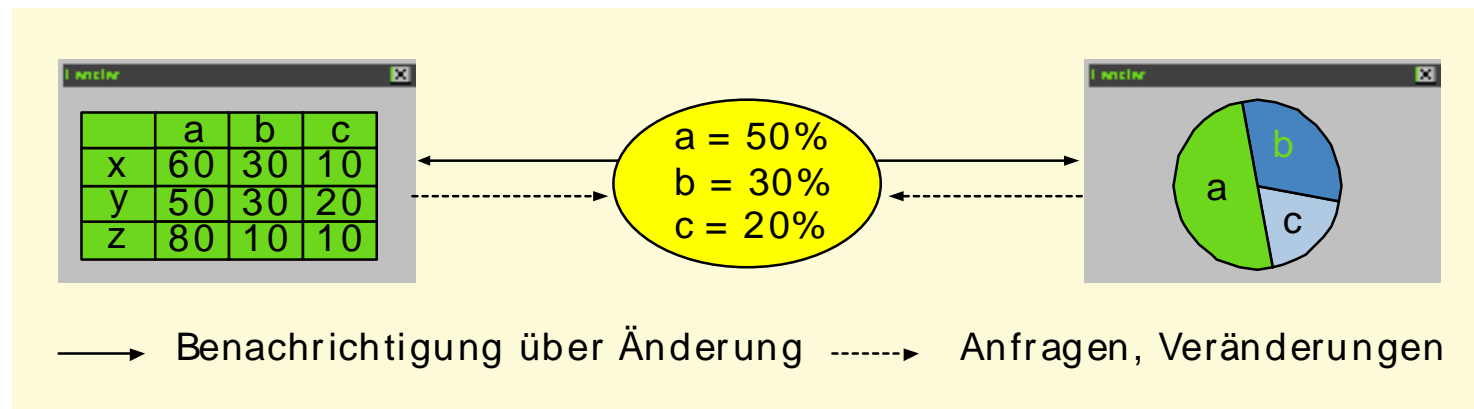 a b c
x 60 30 10
y 50 30 20
z 80 10 10
a = 50%
b = 30%
c = 20%
b
a
c
Benachrichtigung über Änderung
Anfragen, Veränderungen